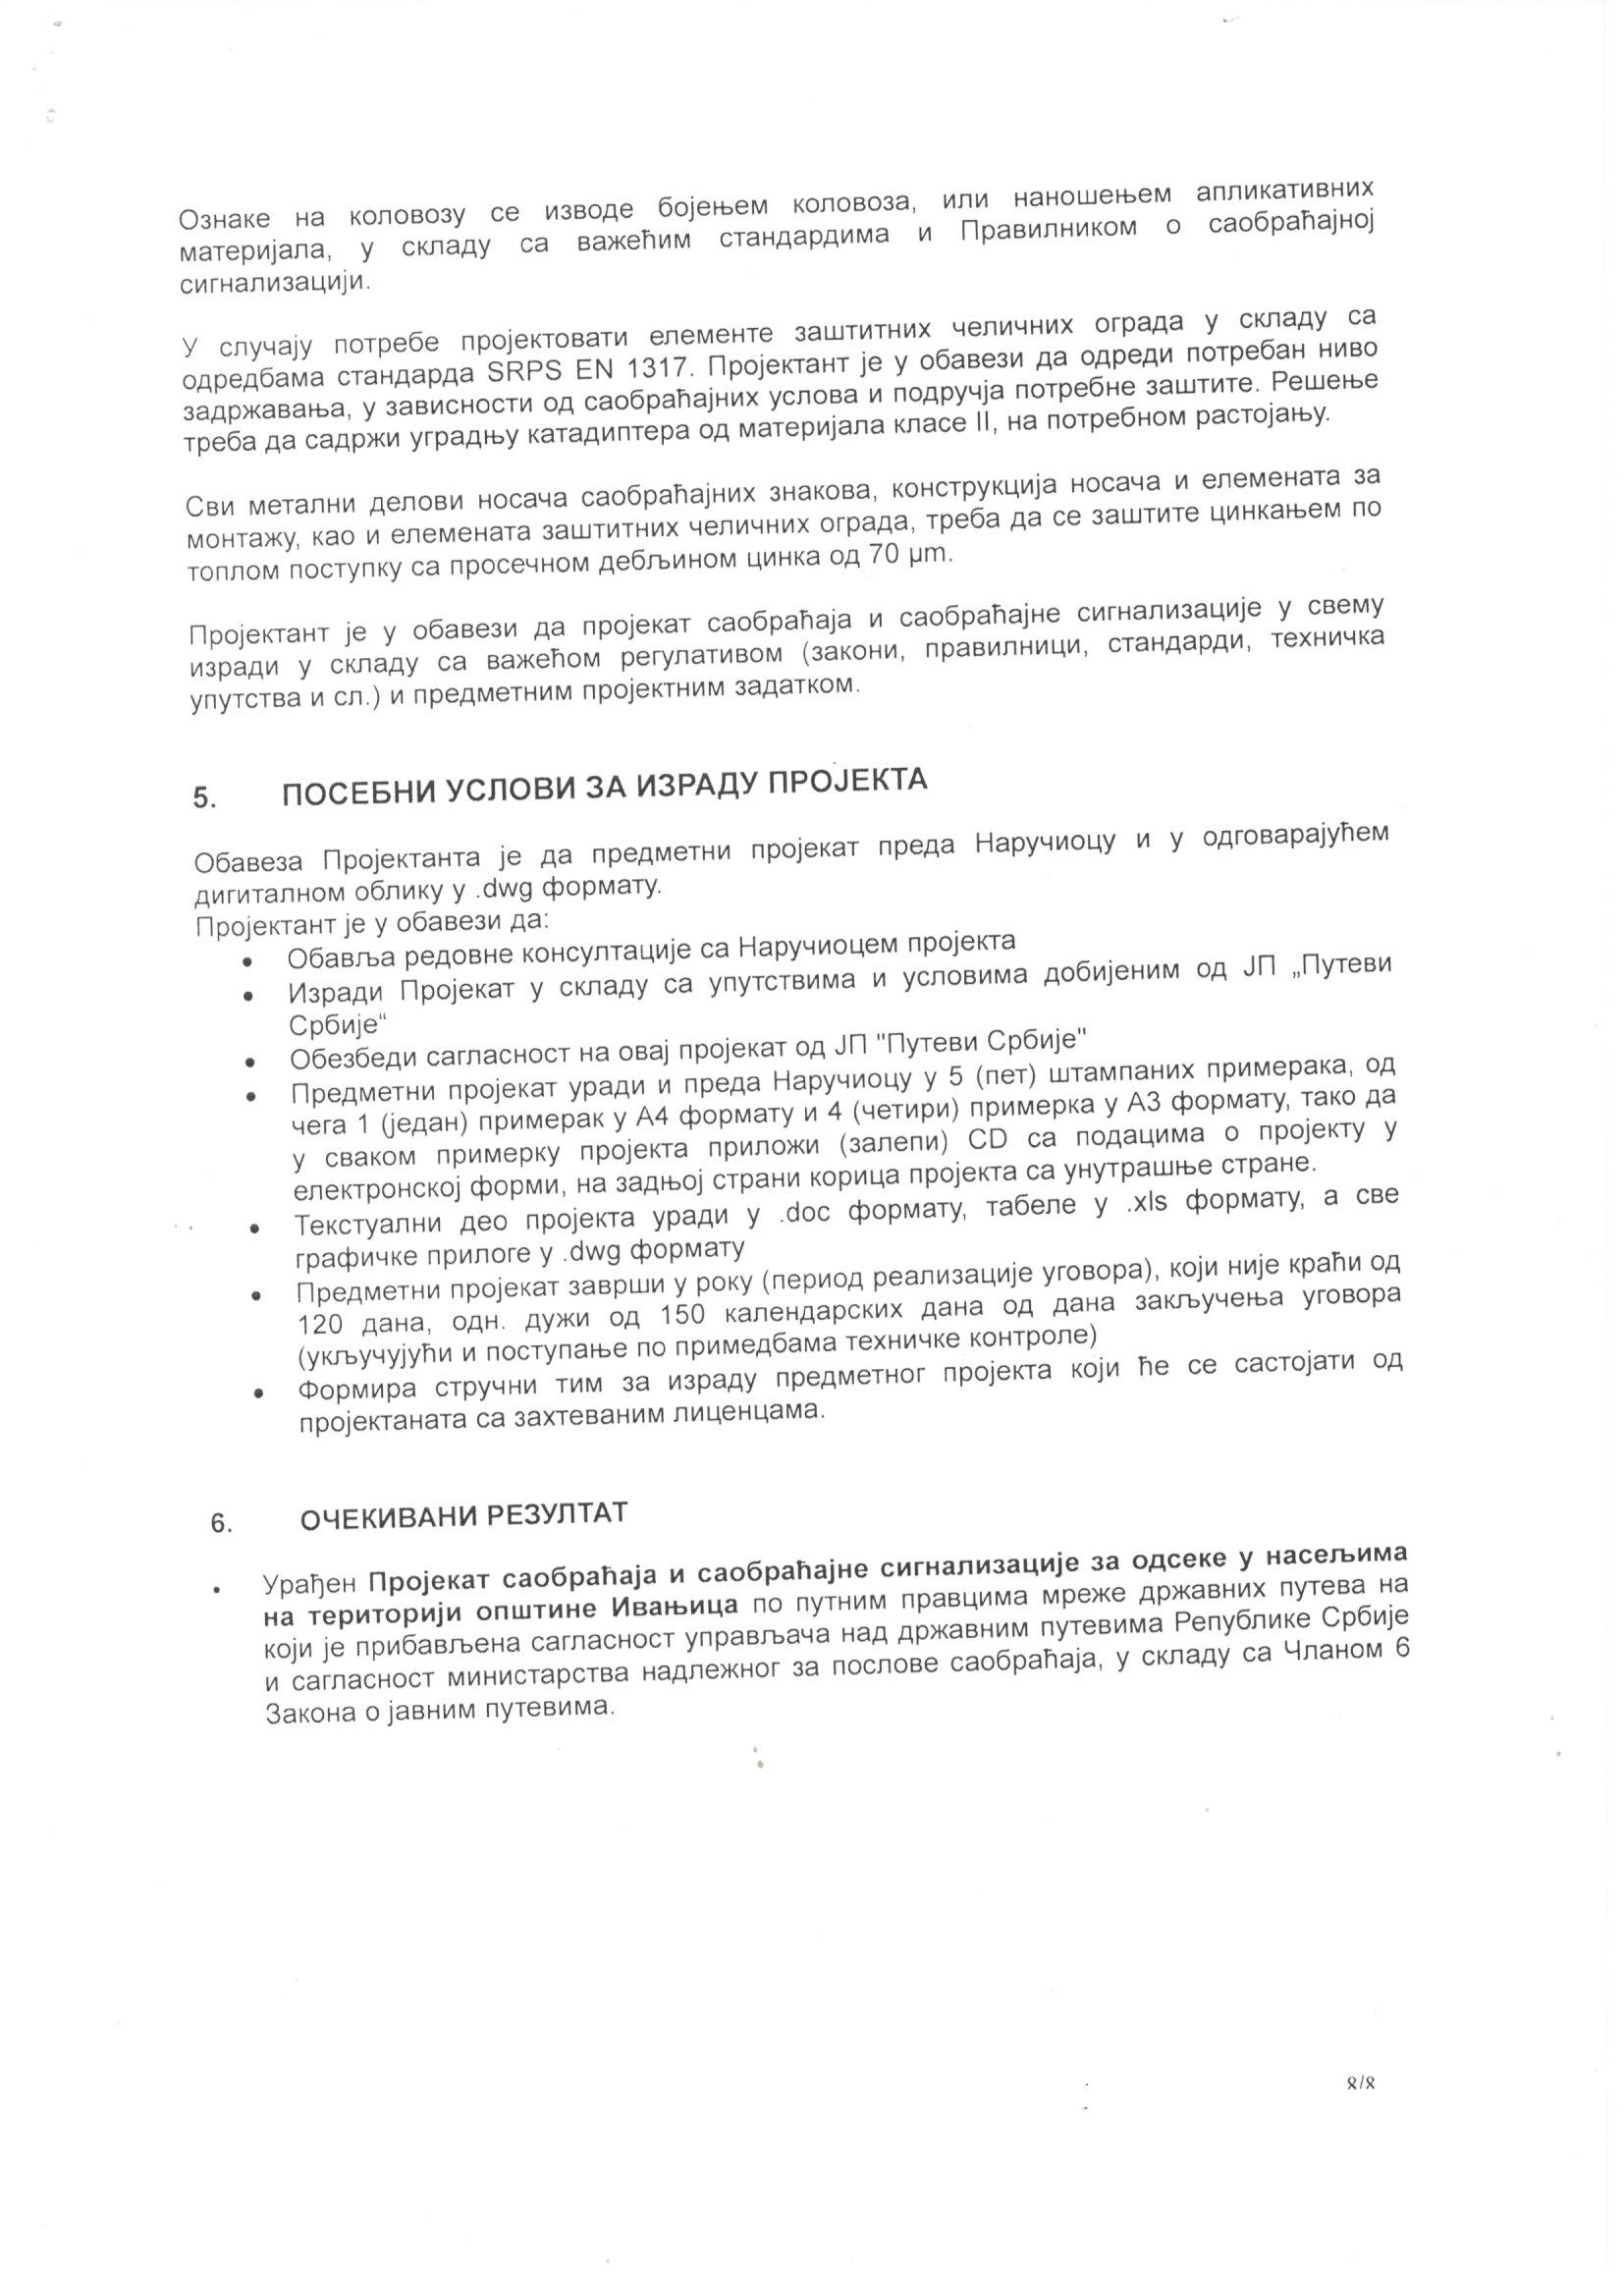 Ознаке на коловозу се изводе бојењем коловоза, или наношењем апликативних
материјала, у складу са важећим стандардима и Правилником о саобраћајној
сигнализацији.
У случају потребе пројектовати елементе заштитних челичних ограда у складу са
одредбама стандарда SRPS EN 1317. Пројектант је у обавези да одреди потребан ниво
задржавања, у зависности од саобраћајних услова и подручја потребне заштите. Решење
треба да садржи уградњу катадиптера од материјала класе II, на потребном растојању.
Сви метални делови носача саобраћајних знакова, конструкција носача и елемената за
монтажу, као и елемената заштитних челичних ограда, треба да се заштите цинкањем по
топлом поступку са просечном дебљином цинка од 70 μm.
Пројектант је у обавези да пројекат саобраћаја и саобраћајне сигнализације у свему
изради у складу са важећом регулативом (закони, правилници, стандарди, техничка
упутства и сл.) и предметним пројектним задатком.
5. ПОСЕБНИ УСЛОВИ ЗА ИЗРАДУ ПРОЈЕКТА
Обавеза Пројектанта је да предметни пројекат преда Наручиоцу и у одговарајућем
дигиталном облику у .dwg формату.
Пројектант је у обавези да:
• Обавља редовне консултације са Наручиоцем пројекта
• Изради Пројекат у складу са упутствима и условима добијеним од ЈП „Путеви
Србије“
• Обезбеди сагласност на овај пројекат од ЈП "Путеви Србије"
• Предметни пројекат уради и преда Наручиоцу у 5 (пет) штампаних примерака, од
чега 1 (један) примерак у А4 формату и 4 (четири) примерка у А3 формату, тако да
у сваком примерку пројекта приложи (залепи) CD са подацима о пројекту у
електронској форми, на задњој страни корица пројекта са унутрашње стране.
• Текстуални део пројекта уради у .doc формату, табеле у .xls формату, а све
графичке прилоге у .dwg формату
• Предметни пројекат заврши у року (период реализације уговора), који није краћи од
120 дана, одн. дужи од 150 календарских дана од дана закључења уговора
(укључујући и поступање по примедбама техничке контроле)
• Формира стручни тим за израду предметног пројекта који ће се састојати од
пројектаната са захтеваним лиценцама.
6. ОЧЕКИВАНИ РЕЗУЛТАТ
• Урађен Пројекат саобраћаја и саобраћајне сигнализације за одсеке у насељима
на територији општине Ивањица по путним правцима мреже државних путева на
који је прибављена сагласност управљача над државним путевима Републике Србије
и сагласност министарства надлежног за послове саобраћаја, у складу са Чланом 6
Закона о јавним путевима.
8/8